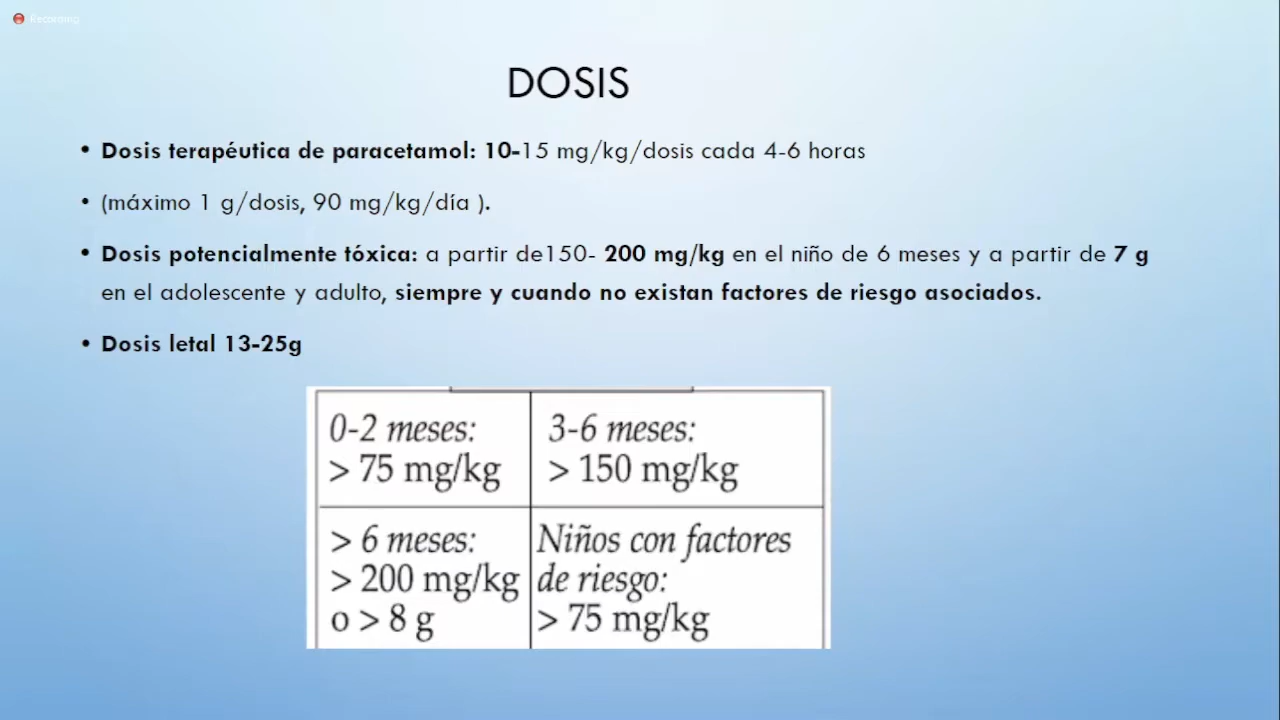 Recording
DOSIS
• Dosis terapéutica de paracetamol: 10-15 mg/kg/dosis cada 4-6 horas
• (máximo 1 g/dosis, 90 mg/kg/día ).
• Dosis potencialmente tóxica: a partir de150- 200 mg/kg en el niño de 6 meses y a partir de 7 g
en el adolescente y adulto, siempre y cuando no existan factores de riesgo asociados.
• Dosis letal 13-25g
0-2 meses:
> 75 mg/kg
3-6 meses:
> 150 mg/kg
> 6 meses:
> 200 mg/kg
o > 8 g
Niños con factores
de riesgo:
> 75 mg/kg